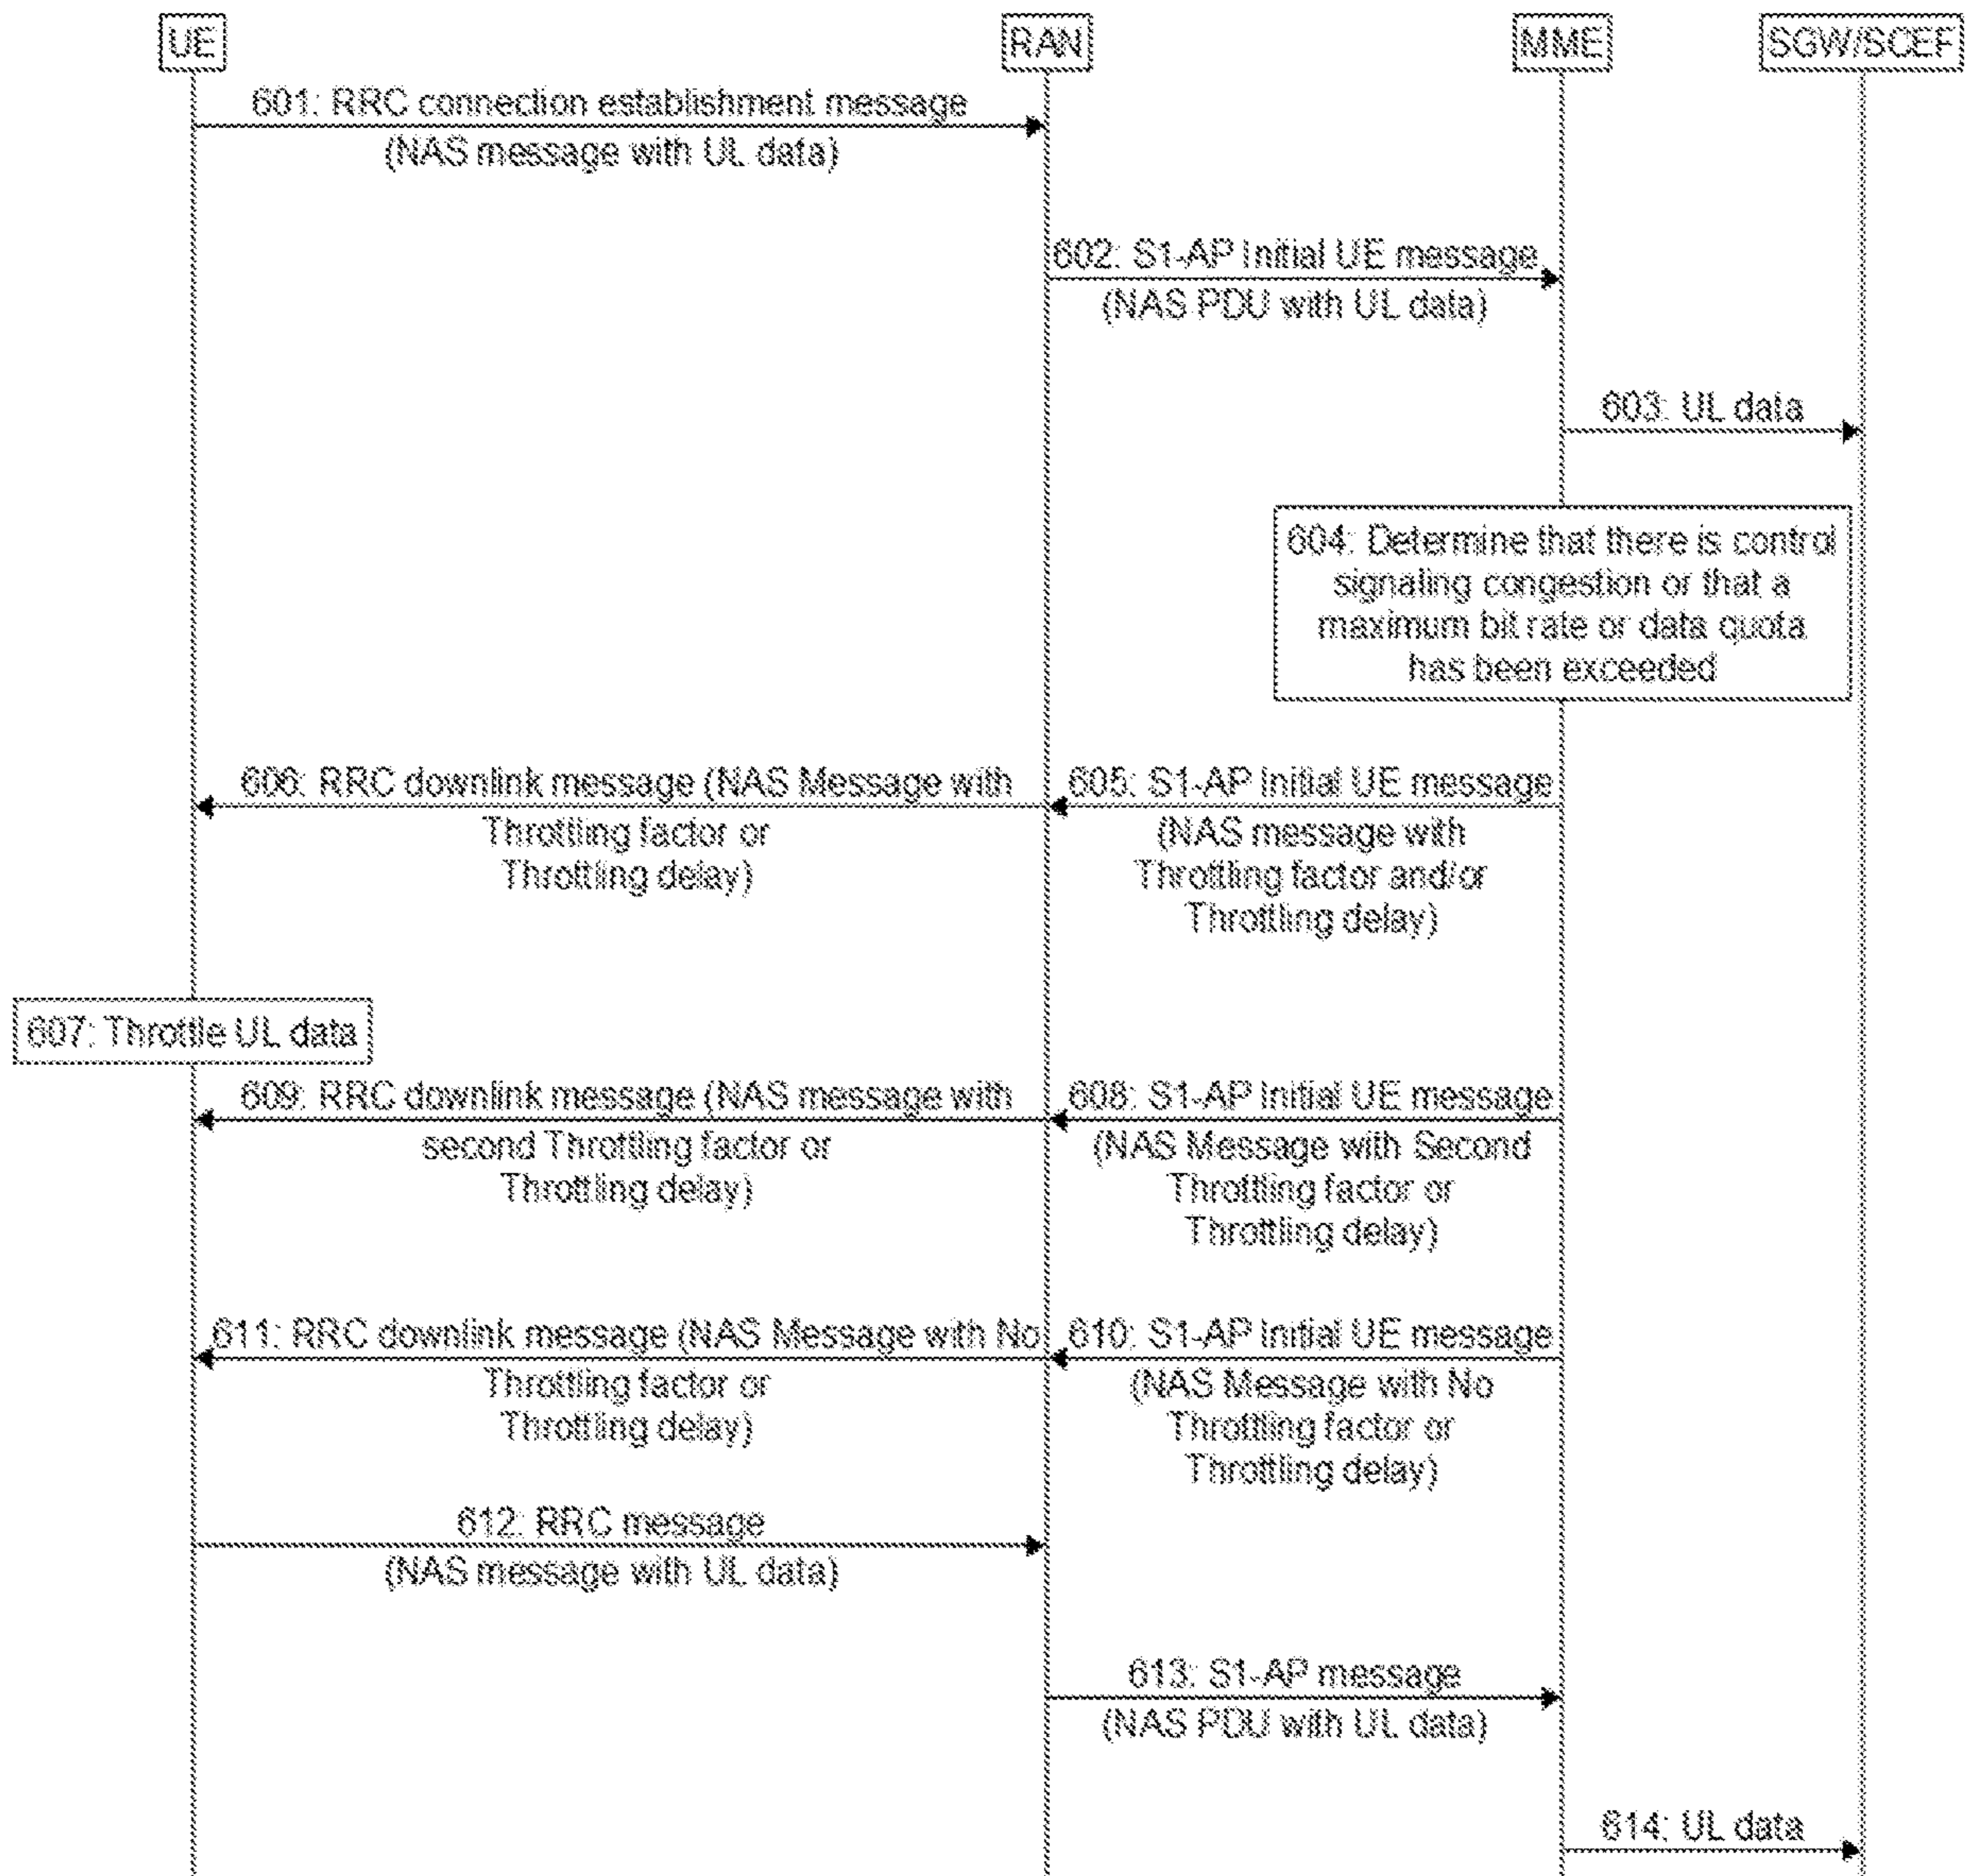 UE
RAN
MME
SGW/SCEF
601: RRC connection establishment message
(NAS message with UL data)
602: S1-AP Initial UE message
(NAS PDU with UL data)
603: UL data
604: Determine that there is control
signaling congestion or that a
maximum bit rate or data quota
has been exceeded
606: RRC downlink message (NAS Message with
Throttling factor or
Throttling delay)
605: S1-AP Initial UE message
(NAS message with
Throttling factor and/or
Throttling delay)
607: Throttle UL data
609: RRC downlink message (NAS message with
second Throttling factor or
Throttling delay)
608: S1-AP Initial UE message
(NAS Message with Second
Throttling factor or
Throttling delay)
611: RRC downlink message (NAS Message with No
Throttling factor or
Throttling delay)
610: S1-AP Initial UE message
(NAS Message with No
Throttling factor or
Throttling delay)
612: RRC message
(NAS message with UL data)
613: S1-AP message
(NAS PDU with UL data)
614: UL data